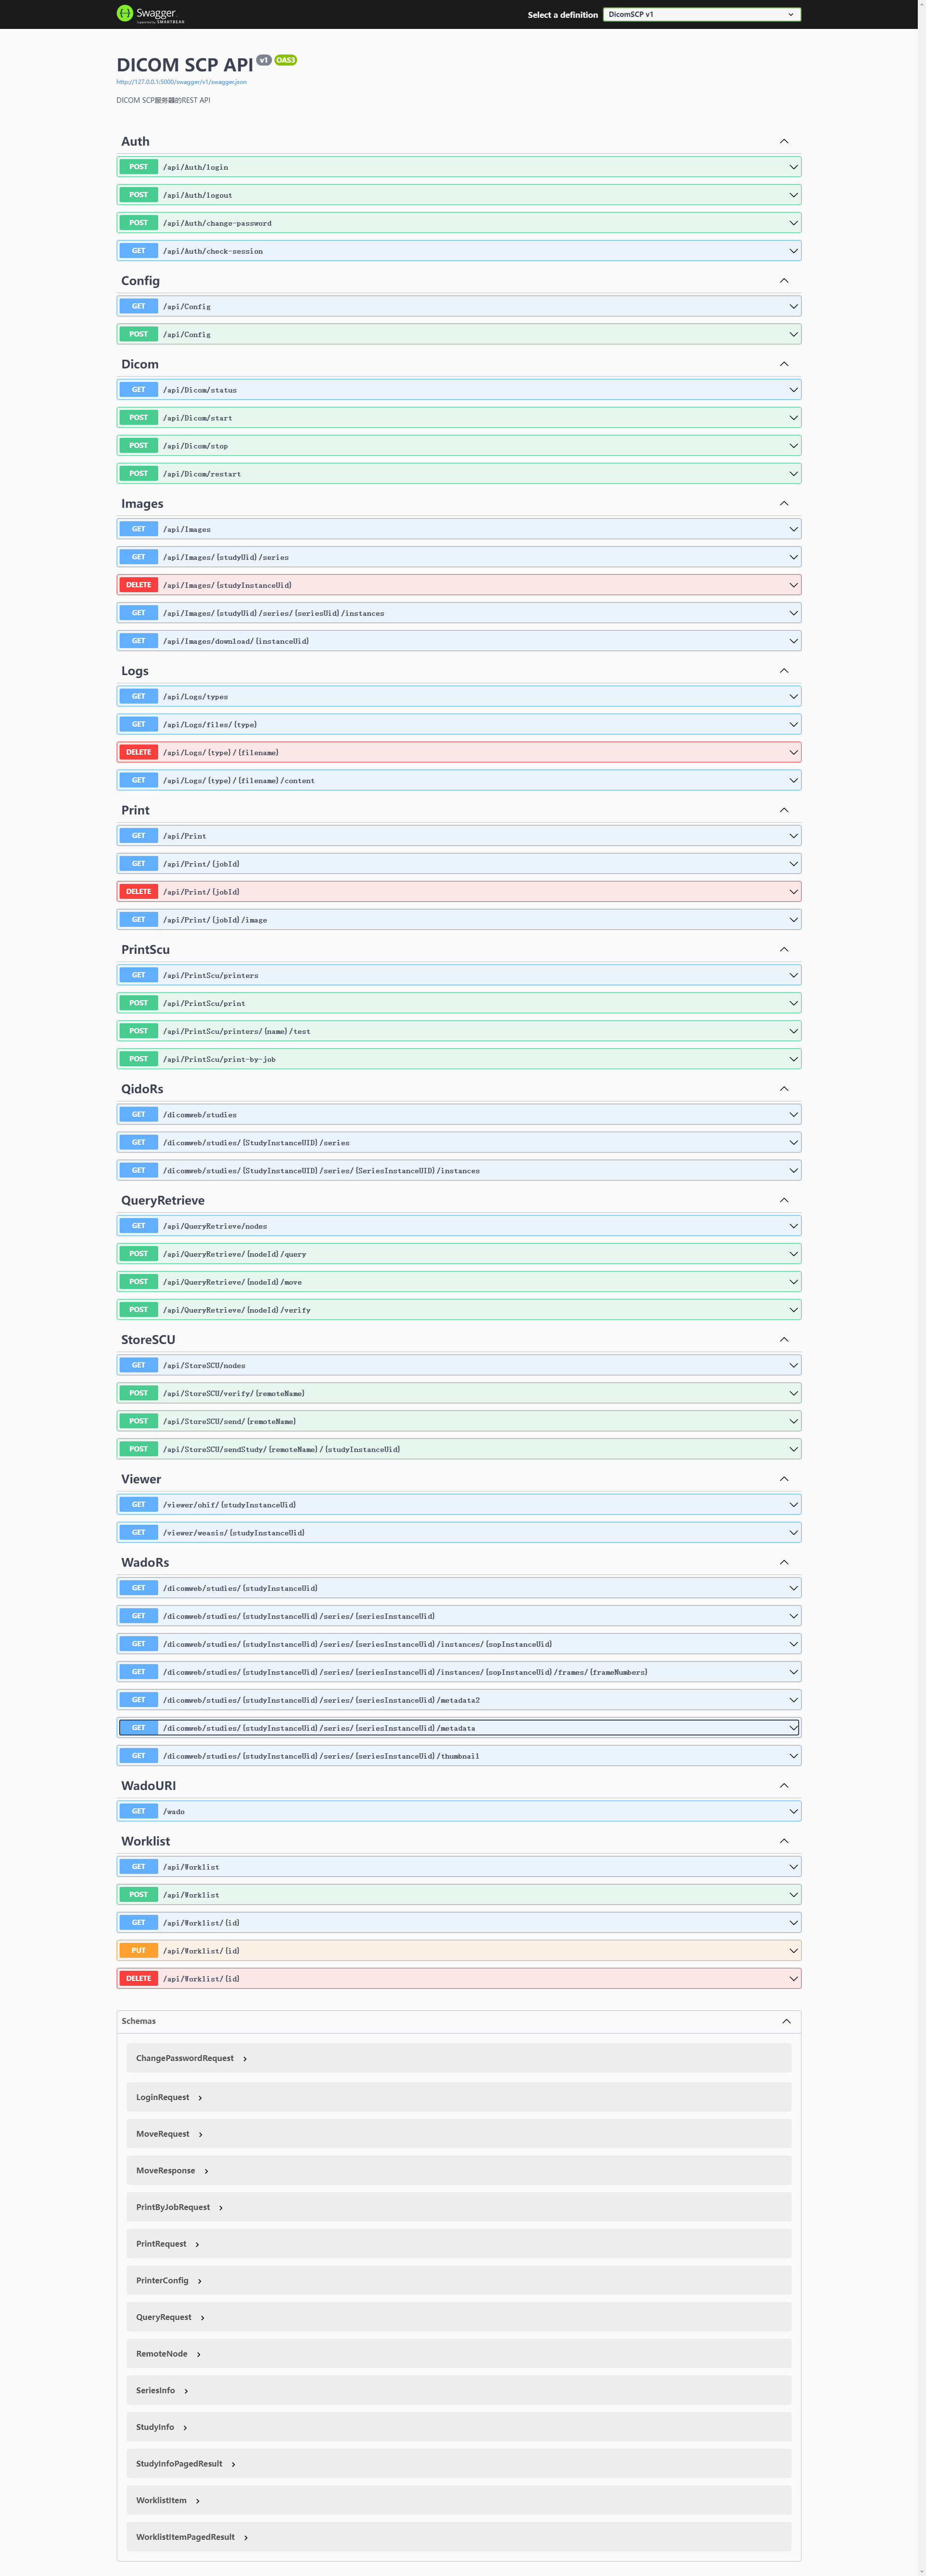 Swagger
Supported by SMARTBEAR
Select a definition
DicomSCP v1
DICOM SCP API v1 OAS3
http://127.0.0.1:5000/swagger/v1/swagger.json
DICOM SCP服务器的REST API
Auth
POST /api/Auth/login
POST /api/Auth/logout
POST /api/Auth/change-password
GET /api/Auth/check-session
Config
GET /api/Config
POST /api/Config
Dicom
GET /api/Dicom/status
POST /api/Dicom/start
POST /api/Dicom/stop
POST /api/Dicom/restart
Images
GET /api/Images
GET /api/Images/{studyUid}/series
DELETE /api/Images/{studyInstanceUid}
GET /api/Images/{studyUid}/series/{seriesUid}/instances
GET /api/Images/download/{instanceUid}
Logs
GET /api/Logs/types
GET /api/Logs/files/{type}
DELETE /api/Logs/{type}/{filename}
GET /api/Logs/{type}/{filename}/content
Print
GET /api/Print
GET /api/Print/{jobId}
DELETE /api/Print/{jobId}
GET /api/Print/{jobId}/image
PrintScu
GET /api/PrintScu/printers
POST /api/PrintScu/print
POST /api/PrintScu/printers/{name}/test
POST /api/PrintScu/print-by-job
QidoRs
GET /dicomweb/studies
GET /dicomweb/studies/{StudyInstanceUID}/series
GET /dicomweb/studies/{StudyInstanceUID}/series/{SeriesInstanceUID}/instances
QueryRetrieve
GET /api/QueryRetrieve/nodes
POST /api/QueryRetrieve/{nodeId}/query
POST /api/QueryRetrieve/{nodeId}/move
POST /api/QueryRetrieve/{nodeId}/verify
StoreSCU
GET /api/StoreSCU/nodes
POST /api/StoreSCU/verify/{remoteName}
POST /api/StoreSCU/send/{remoteName}
POST /api/StoreSCU/sendStudy/{remoteName}/{studyInstanceUid}
Viewer
GET /viewer/ohif/{studyInstanceUid}
GET /viewer/weasis/{studyInstanceUid}
WadoRs
GET /dicomweb/studies/{studyInstanceUid}
GET /dicomweb/studies/{studyInstanceUid}/series/{seriesInstanceUid}
GET /dicomweb/studies/{studyInstanceUid}/series/{seriesInstanceUid}/instances/{sopInstanceUid}
GET /dicomweb/studies/{studyInstanceUid}/series/{seriesInstanceUid}/instances/{sopInstanceUid}/frames/{frameNumbers}
GET /dicomweb/studies/{studyInstanceUid}/series/{seriesInstanceUid}/metadata2
GET /dicomweb/studies/{studyInstanceUid}/series/{seriesInstanceUid}/metadata
GET /dicomweb/studies/{studyInstanceUid}/series/{seriesInstanceUid}/thumbnail
WadoURI
GET /wado
Worklist
GET /api/Worklist
POST /api/Worklist
GET /api/Worklist/{id}
PUT /api/Worklist/{id}
DELETE /api/Worklist/{id}
Schemas
ChangePasswordRequest
LoginRequest
MoveRequest
MoveResponse
PrintByJobRequest
PrintRequest
PrinterConfig
QueryRequest
RemoteNode
SeriesInfo
StudyInfo
StudyInfoPagedResult
WorklistItem
WorklistItemPagedResult